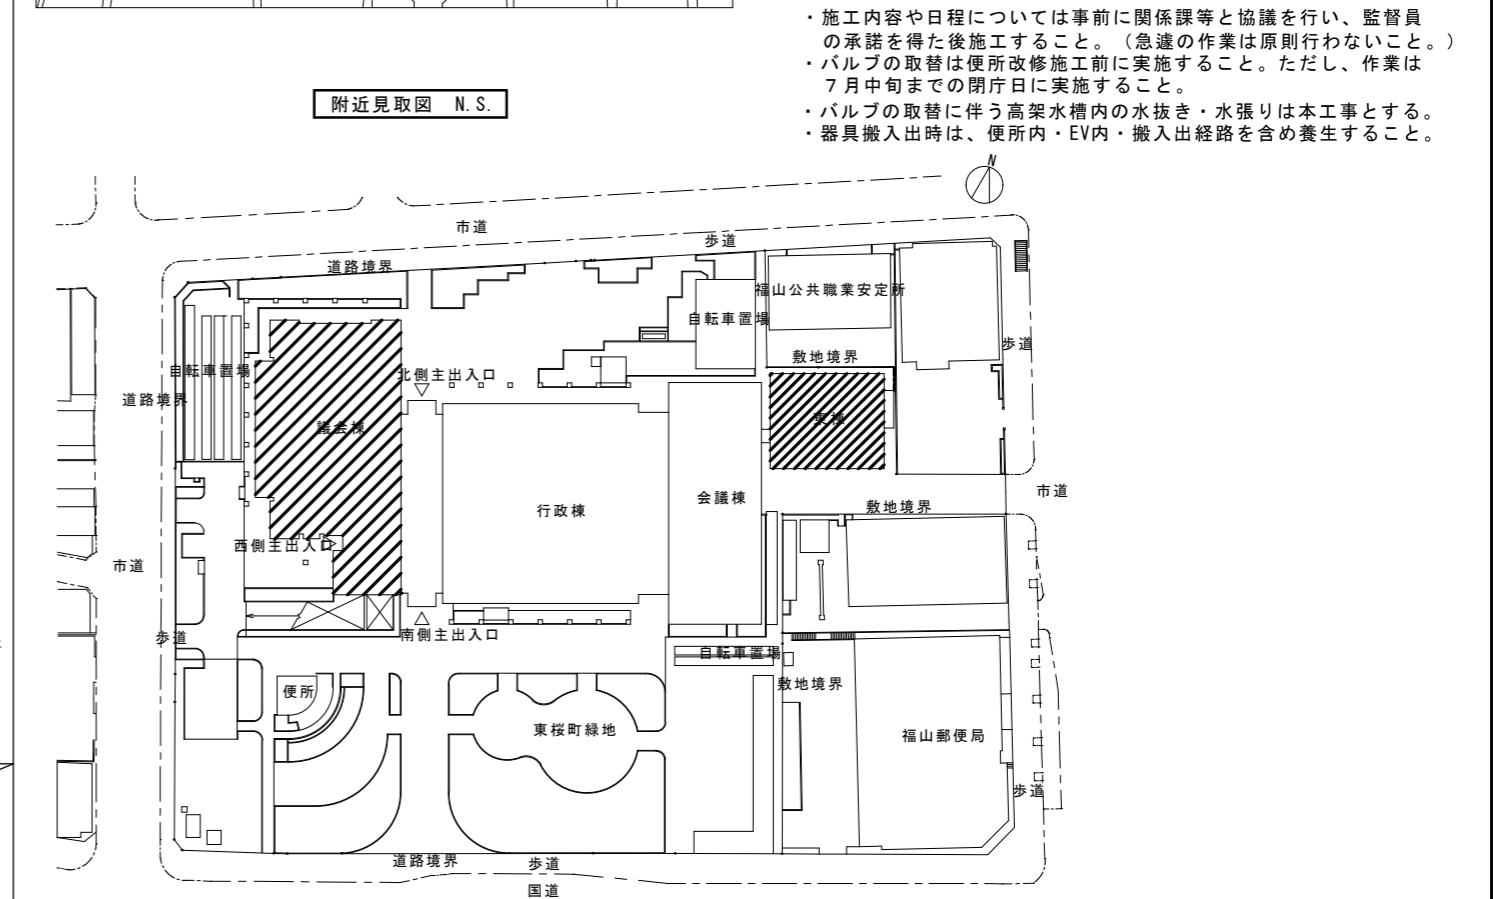 ・施工内容や日程については事前に関係課等と協議を行い、監督員
の承諾を得た後施工すること。（急遽の作業は原則行わないこと。）
・バルブの取替は便所改修施工前に実施すること。ただし、作業は
７月中旬までの閉庁日に実施すること。
・バルブの取替に伴う高架水槽内の水抜き・水張りは本工事とする。
・器具搬入出時は、便所内・EV内・搬入出経路を含め養生すること。
附近見取図 N.S.
N
市道
歩道
道路境界
福山公共職業安定所
自転車置場
歩道
敷地境界
自転車置場
北側主出入口
道路境界
議会棟
東棟
市道
会議棟
敷地境界
行政棟
西側主出入口
市道
南側主出入口
歩道
自転車置場
敷地境界
便所
東桜町緑地
福山郵便局
歩道
道路境界
歩道
国道